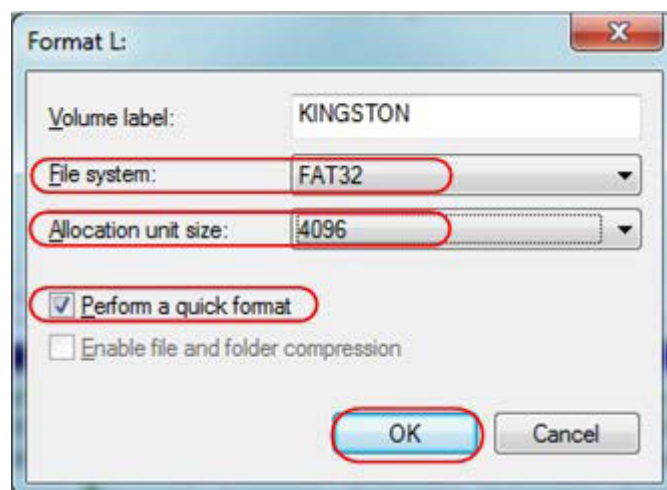 Format L:
Volume label: KINGSTON
File system: FAT32
Allocation unit size: 4096
Perform a quick format
Enable file and folder compression
OK Cancel